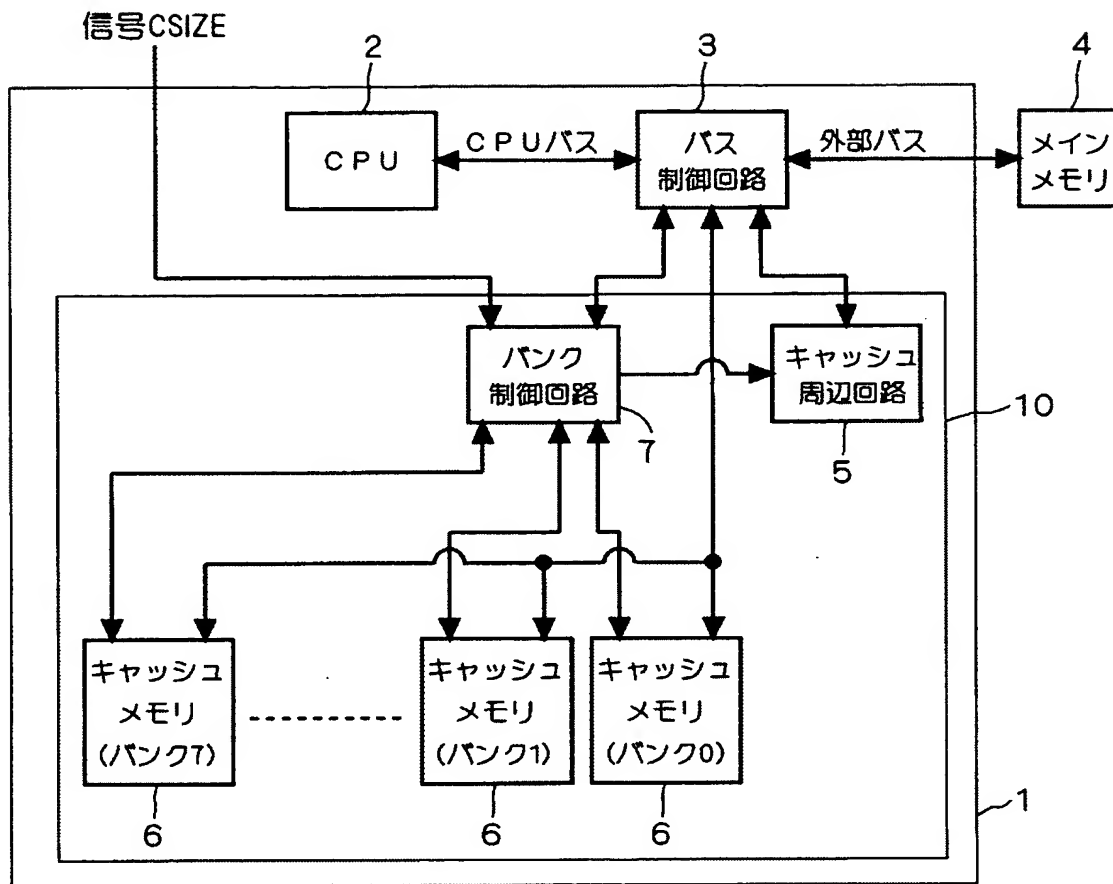 信号CSIZE
2
3
4
CPU
CPUバス
バス
制御回路
外部バス
メイン
メモリ
バンク
制御回路
7
キャッシュ
周辺回路
5
10
キャッシュ
メモリ
(バンク7)
6
キャッシュ
メモリ
(バンク1)
6
キャッシュ
メモリ
(バンク0)
6
1